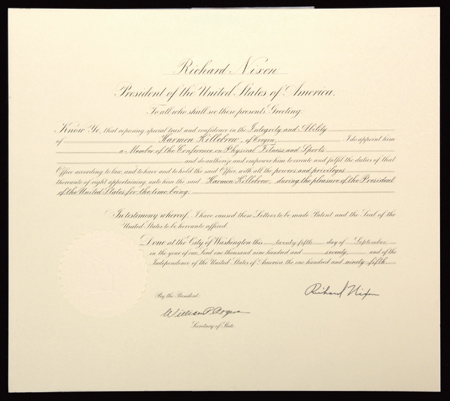 Richard Nixon
President of the United States of America.
To all who shall see these presents, Greeting:
Know Ye, that reposing special trust and confidence in the Integrity and Ability
of Harmon Killebrew, of Oregon, I do appoint him
a Member of the Conference on Physical Fitness and Sports
and do authorize and empower him to execute and fulfil the duties of that
Office according to law, and to have and to hold the said Office, with all the powers and privileges
thereunto of right appertaining unto him the said Harmon Killebrew, during the pleasure of the President
of the United States for the time being.
In testimony whereof, I have caused these Letters to be made Patent and the Seal of the
United States to be hereunto affixed.
Done at the City of Washington this twenty fifth day of September
in the year of our Lord one thousand nine hundred and seventy and of the
Independence of the United States of America the one hundred and ninety-fifth.
By the President:
Richard Nixon
William P. Rogers
Secretary of State.